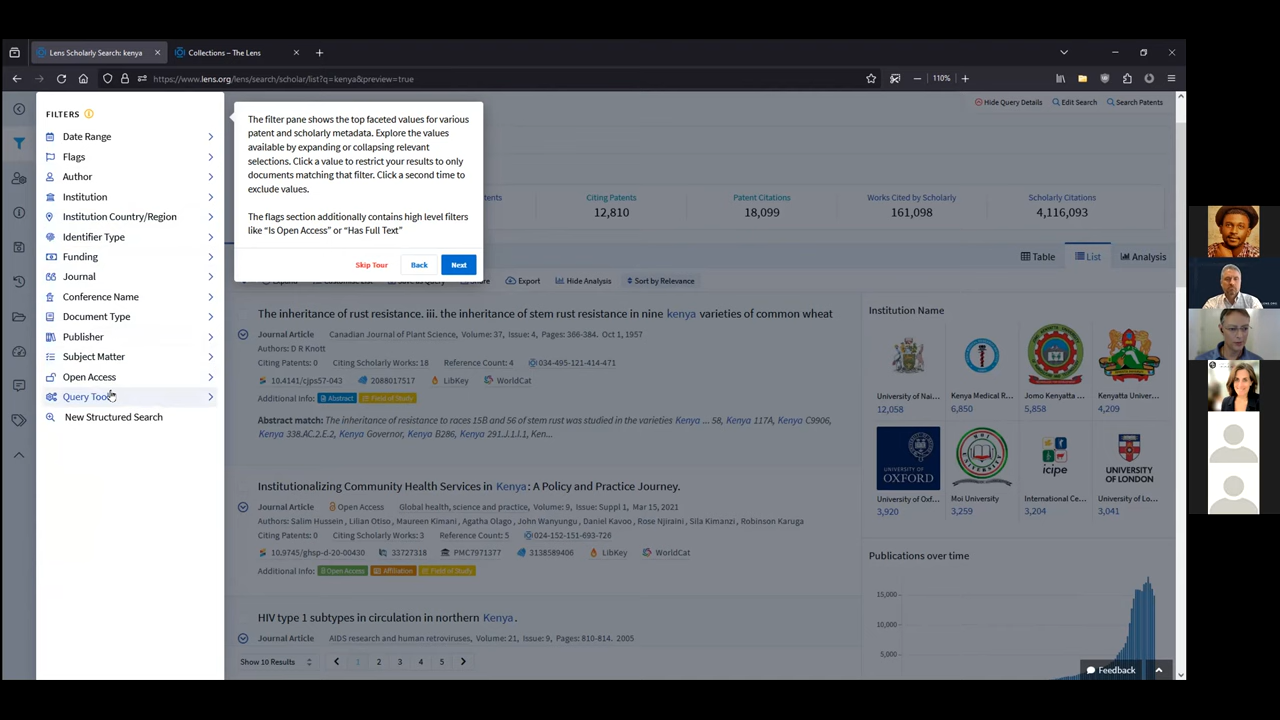 Lens Scholarly Search: kenya
Collections – The Lens
https://www.lens.org/lens/search/scholar/list?q=kenya&preview=true
110%
FILTERS
Date Range
Flags
Author
Institution
Institution Country/Region
Identifier Type
Funding
Journal
Conference Name
Document Type
Publisher
Subject Matter
Open Access
Query Tools
New Structured Search
The filter pane shows the top faceted values for various
patent and scholarly metadata. Explore the values
available by expanding or collapsing relevant
selections. Click a value to restrict your results to only
documents matching that filter. Click a second time to
exclude values.
The flags section additionally contains high level filters
like “Is Open Access” or “Has Full Text”
Skip Tour
Back
Next
Hide Query Details
Edit Search
Search Patents
Citing Patents
12,810
Patent Citations
18,099
Works Cited by Scholarly
161,098
Scholarly Citations
4,116,093
Table
List
Analysis
Export
Hide Analysis
Sort by Relevance
The inheritance of rust resistance. iii. the inheritance of stem rust resistance in nine kenya varieties of common wheat
Journal Article Canadian Journal of Plant Science, Volume: 37, Issue: 4, Pages: 366-384. Oct 1, 1957
Authors: D R Knott
Citing Patents: 0 Citing Scholarly Works: 18 Reference Count: 4 034-495-121-414-471
10.4141/cjps57-043 2088017517 LibKey WorldCat
Additional Info: Abstract Field of Study
Abstract match: The inheritance of resistance to races 15B and 56 of stem rust was studied in the varieties Kenya ... 58, Kenya 117A, Kenya C9906,
Kenya 338.AC.2.E.2, Kenya Governor, Kenya B286, Kenya 291.J.1.I.1, Ken...
Institutionalizing Community Health Services in Kenya: A Policy and Practice Journey.
Journal Article Open Access Global health, science and practice, Volume: 9, Issue: Suppl 1, Mar 15, 2021
Authors: Salim Hussein , Lilian Otiso , Maureen Kimani , Agatha Olago , John Wanyungu , Daniel Kavoo , Rose Njiraini , Sila Kimanzi , Robinson Karuga
Citing Patents: 0 Citing Scholarly Works: 3 Reference Count: 5 024-152-151-693-726
10.9745/ghsp-d-20-00430 33727318 PMC7971377 3138589406 LibKey WorldCat
Additional Info: Open Access Affiliation Field of Study
HIV type 1 subtypes in circulation in northern Kenya.
Journal Article AIDS research and human retroviruses, Volume: 21, Issue: 9, Pages: 810-814. 2005
Show 10 Results
1 2 3 4 5
Institution Name
University of Nai...
12,058
Kenya Medical R...
6,850
Jomo Kenyatta ...
5,858
Kenyatta Univer...
4,209
UNIVERSITY OF
OXFORD
icipe
UNIVERSITY OF
LONDON
University of Oxf...
3,920
Moi University
3,259
International Ce...
3,204
University of Lo...
3,041
Publications over time
15,000
10,000
5,000
Feedback